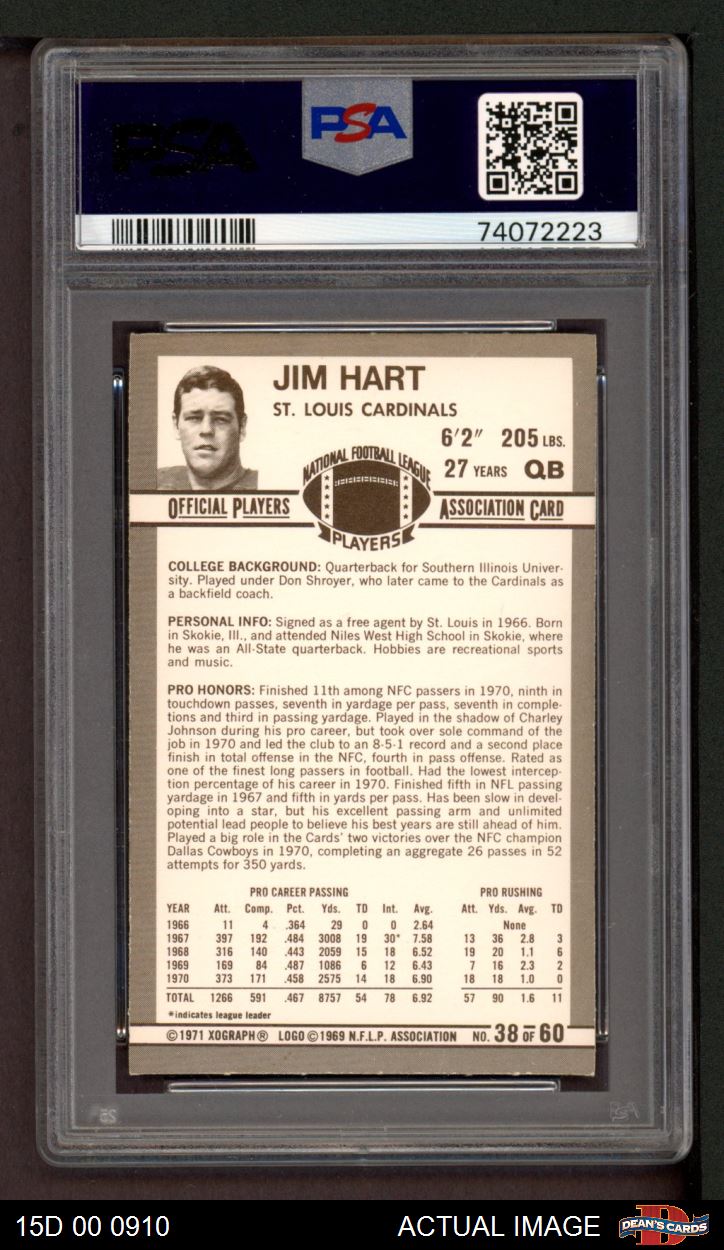 PSA
PSA
74072223
JIM HART
ST. LOUIS CARDINALS
6'2" 205 LBS.
27 YEARS QB
NATIONAL FOOTBALL LEAGUE
OFFICIAL PLAYERS ASSOCIATION CARD
PLAYERS
COLLEGE BACKGROUND: Quarterback for Southern Illinois Univer-
sity. Played under Don Shroyer, who later came to the Cardinals as
a backfield coach.
PERSONAL INFO: Signed as a free agent by St. Louis in 1966. Born
in Skokie, Ill., and attended Niles West High School in Skokie, where
he was an All-State quarterback. Hobbies are recreational sports
and music.
PRO HONORS: Finished 11th among NFC passers in 1970, ninth in
touchdown passes, seventh in yardage per pass, seventh in comple-
tions and third in passing yardage. Played in the shadow of Charley
Johnson during his pro career, but took over sole command of the
job in 1970 and led the club to an 8-5-1 record and a second place
finish in total offense in the NFC, fourth in pass offense. Rated as
one of the finest long passers in football. Had the lowest intercep-
tion percentage of his career in 1970. Finished fifth in NFL passing
yardage in 1967 and fifth in yards per pass. Has been slow in devel-
oping into a star, but his excellent passing arm and unlimited
potential lead people to believe his best years are still ahead of him.
Played a big role in the Cards' two victories over the NFC champion
Dallas Cowboys in 1970, completing an aggregate 26 passes in 52
attempts for 350 yards.
PRO CAREER PASSING PRO RUSHING
YEAR Att. Comp. Pct. Yds. TD Int. Avg. Att. Yds. Avg. TD
1966 11 4 .364 29 0 0 2.64 None
1967 397 192 .484 3008 19 30* 7.58 13 36 2.8 3
1968 316 140 .443 2059 15 18 6.52 19 20 1.1 6
1969 169 84 .487 1086 6 12 6.43 7 16 2.3 2
1970 373 171 .458 2575 14 18 6.90 18 18 1.0 0
TOTAL 1266 591 .467 8757 54 78 6.92 57 90 1.6 11
*indicates league leader
©1971 XOGRAPH® LOGO ©1969 N.F.L.P. ASSOCIATION NO. 38 OF 60
15D 00 0910 ACTUAL IMAGE DEAN'S CARDS